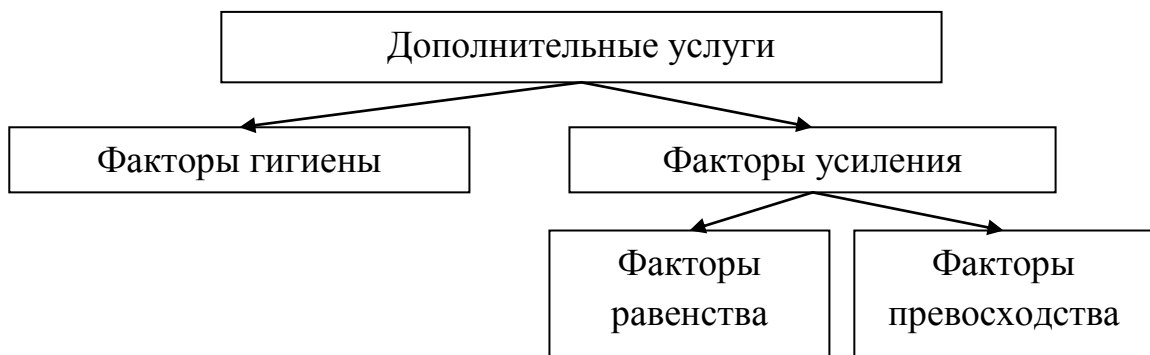 Дополнительные услуги
Факторы гигиены
Факторы усиления
Факторы
равенства
Факторы
превосходства